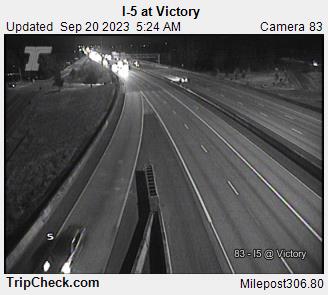 I-5 at Victory
Updated Sep 20 2023 5:24 AM Camera 83
S
83 - I5 @ Victory
TripCheck.com Milepost306.80